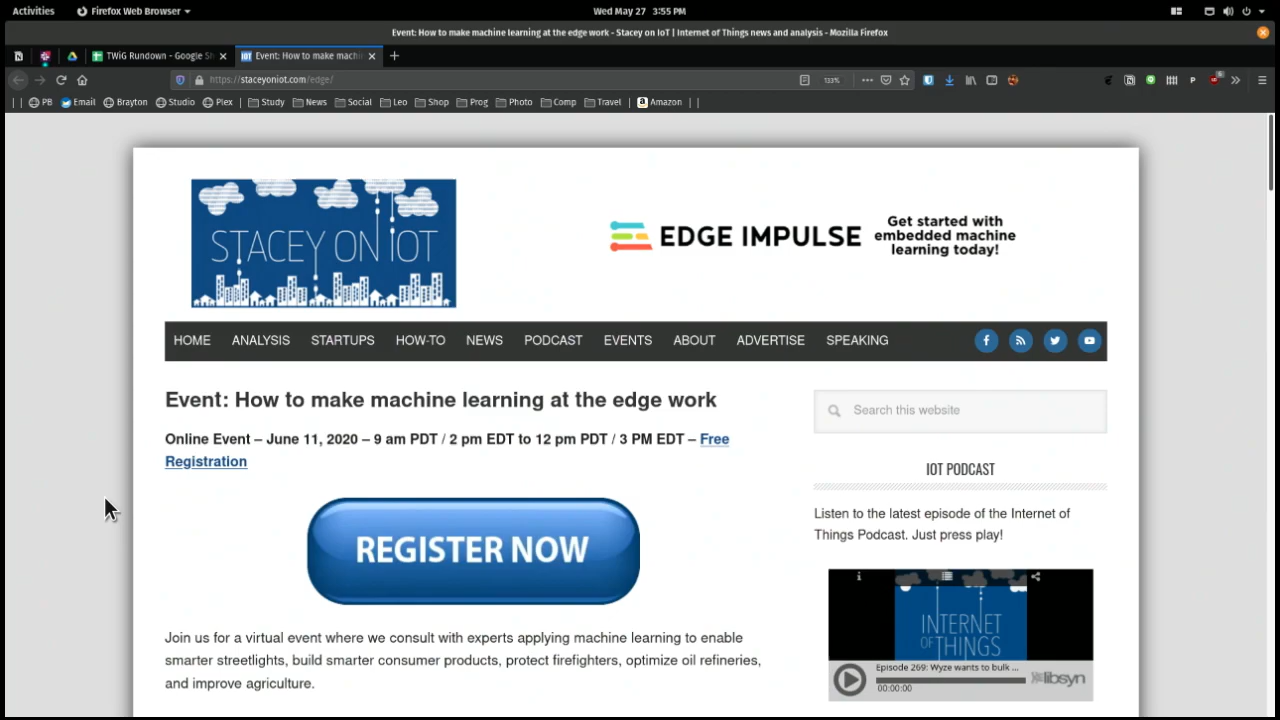 Activities
Firefox Web Browser
Wed May 27 3:55 PM
Event: How to make machine learning at the edge work - Stacey on IoT | Internet of Things news and analysis - Mozilla Firefox
TWiG Rundown - Google Sh
IOT Event: How to make machi
https://staceyoniot.com/edge/
133%
PB
Email
Brayton
Studio
Plex
Study
News
Social
Leo
Shop
Prog
Photo
Comp
Travel
Amazon
STACEY ON IOT
EDGE IMPULSE
Get started with
embedded machine
learning today!
HOME
ANALYSIS
STARTUPS
HOW-TO
NEWS
PODCAST
EVENTS
ABOUT
ADVERTISE
SPEAKING
Event: How to make machine learning at the edge work
Online Event – June 11, 2020 – 9 am PDT / 2 pm EDT to 12 pm PDT / 3 PM EDT – Free
Registration
REGISTER NOW
Join us for a virtual event where we consult with experts applying machine learning to enable
smarter streetlights, build smarter consumer products, protect firefighters, optimize oil refineries,
and improve agriculture.
Search this website
IOT PODCAST
Listen to the latest episode of the Internet of
Things Podcast. Just press play!
INTERNET
OF THINGS
Episode 269: Wyze wants to bulk ...
00:00:00
libsyn